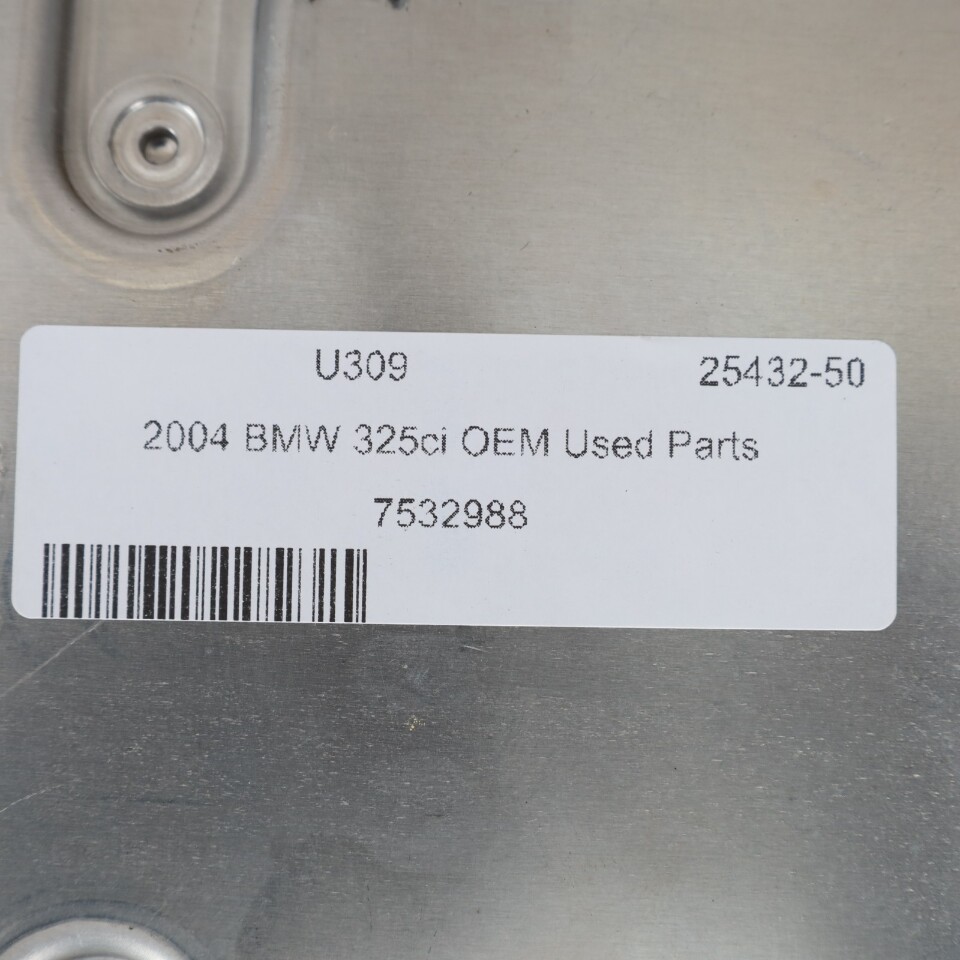 U309 25432-50
2004 BMW 325ci OEM Used Parts
7532988